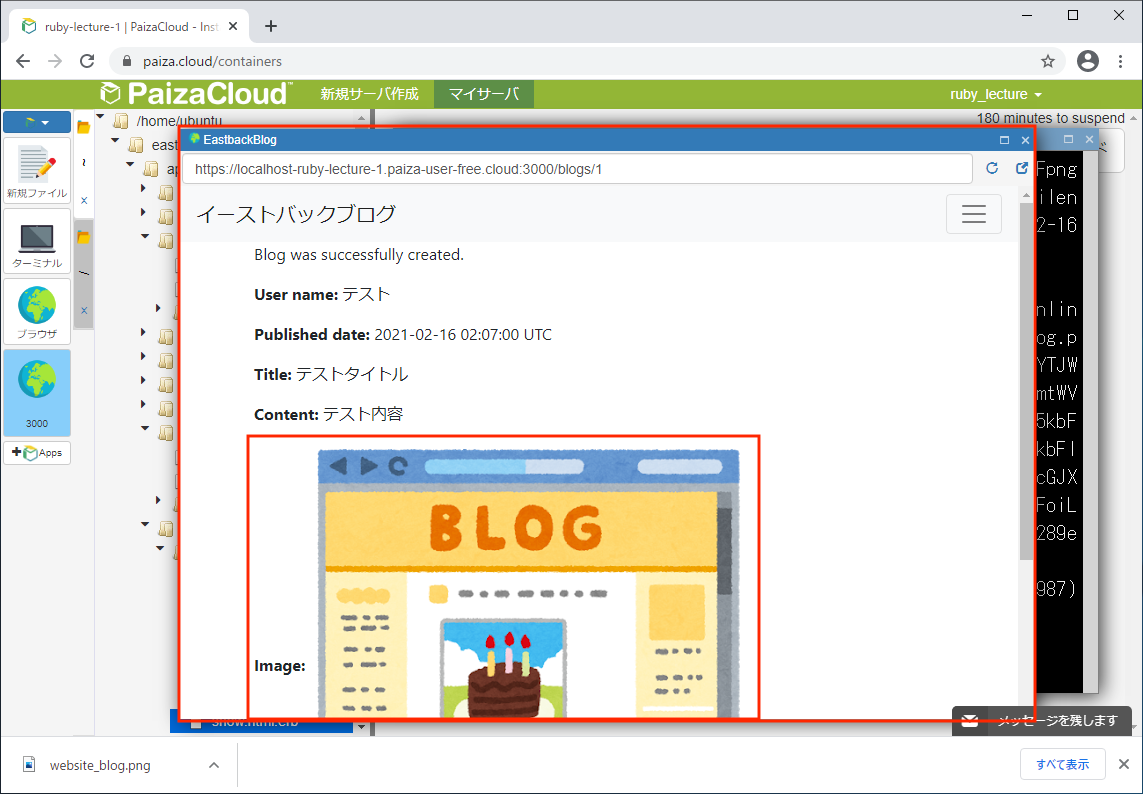 ruby-lecture-1 | PaizaCloud - Inst
paiza.cloud/containers
PaizaCloud™ 新規サーバ作成 マイサーバ ruby_lecture
/home/ubuntu
180 minutes to suspend
EastbackBlog
https://localhost-ruby-lecture-1.paiza-user-free.cloud:3000/blogs/1
イーストバックブログ
Blog was successfully created.
User name: テスト
Published date: 2021-02-16 02:07:00 UTC
Title: テストタイトル
Content: テスト内容
BLOG
Image:
新規ファイル
ターミナル
ブラウザ
3000
Apps
~
x
/
x
east
ap
Fpng
ilen
2-16
nlin
og.p
YTJW
mtWV
5kbF
kbFl
cGJX
FoiL
289e
987)
show.html.erb
メッセージを残します
website_blog.png
すべて表示